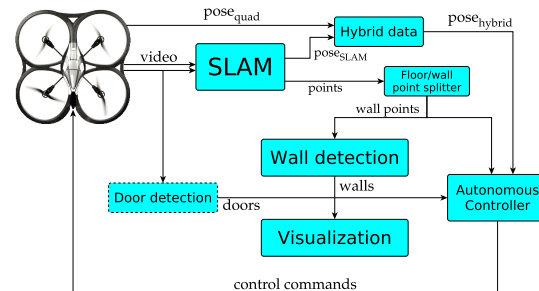 pose_quad
Hybrid data
pose_hybrid
video
SLAM
pose_SLAM
points
Floor/wall
point splitter
wall points
Wall detection
walls
Door detection
doors
Autonomous
Controller
Visualization
control commands